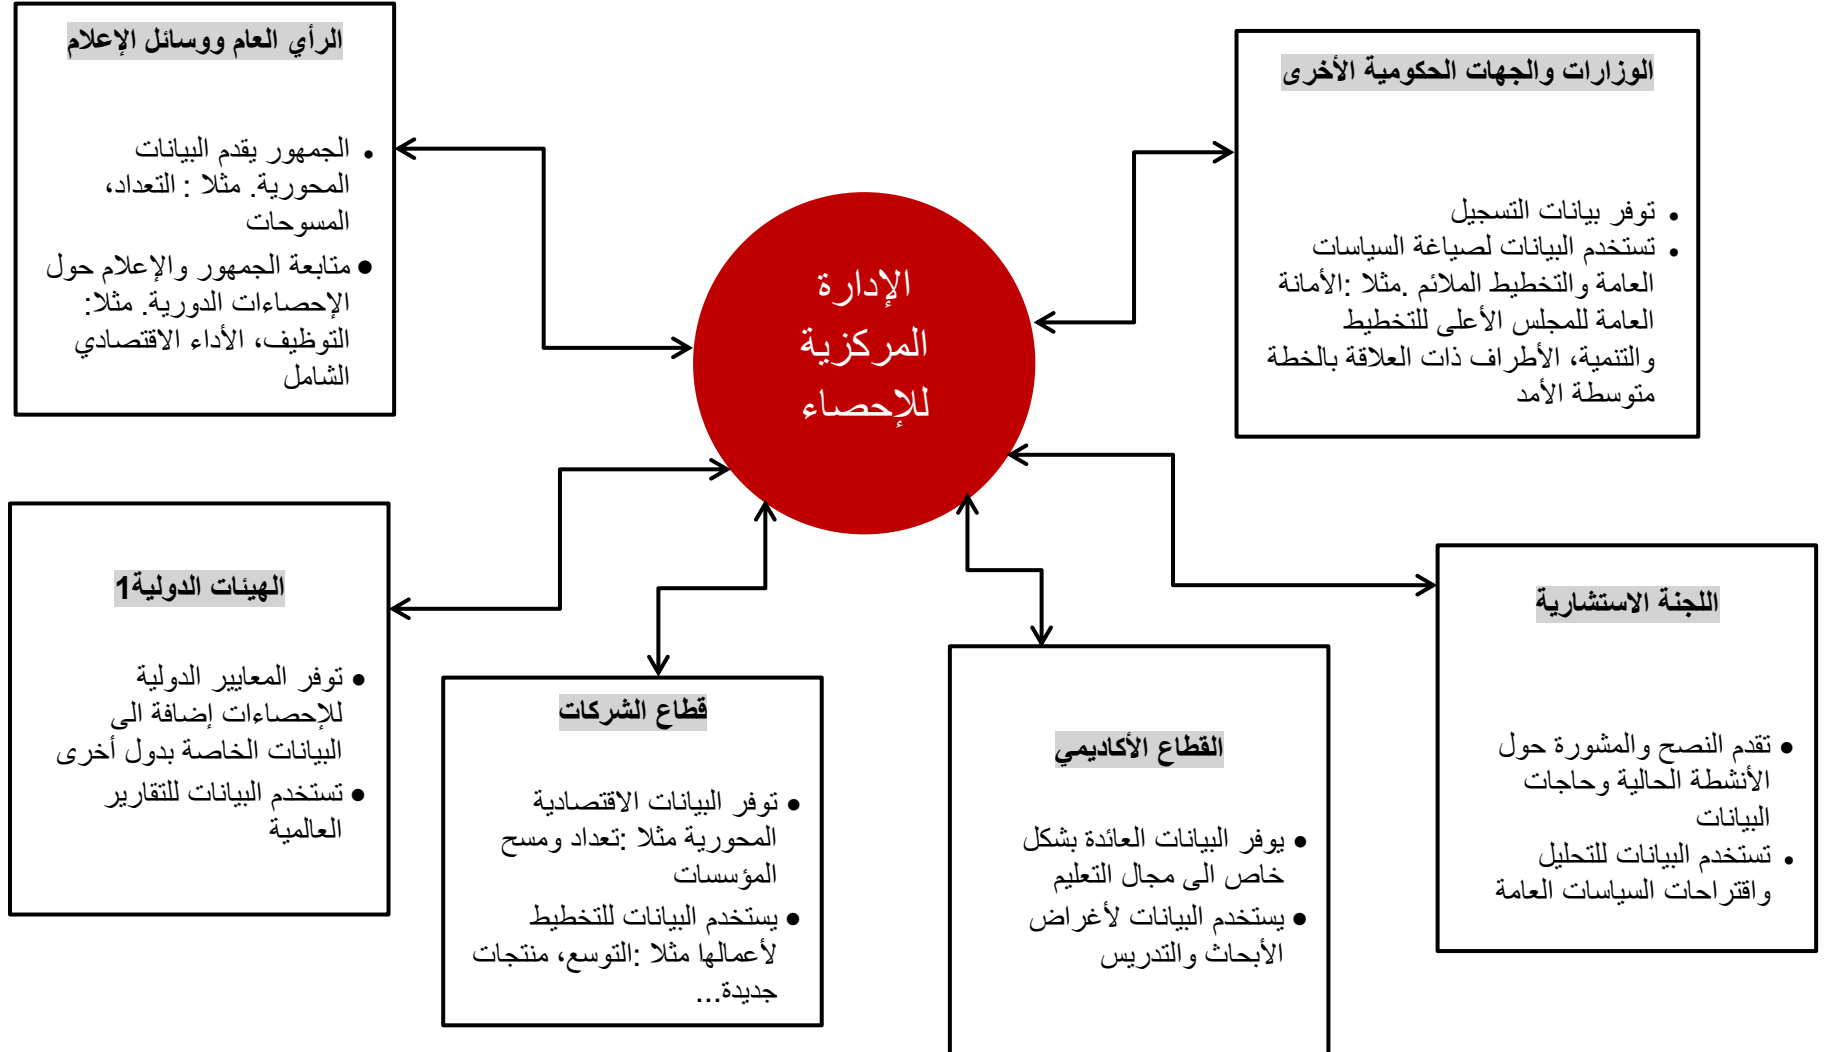 الرأي العام ووسائل الإعلام
• الجمهور يقدم البيانات
المحورية. مثلا : التعداد،
المسوحات
• متابعة الجمهور والإعلام حول
الإحصاءات الدورية. مثلا:
التوظيف، الأداء الاقتصادي
الشامل
الوزارات والجهات الحكومية الأخرى
• توفر بيانات التسجيل
• تستخدم البيانات لصياغة السياسات
العامة والتخطيط الملائم .مثلا :الأمانة
العامة للمجلس الأعلى للتخطيط
والتنمية، الأطراف ذات العلاقة بالخطة
متوسطة الأمد
الإدارة
المركزية
للإحصاء
الهيئات الدولية1
• توفر المعايير الدولية
للإحصاءات إضافة الى
البيانات الخاصة بدول أخرى
• تستخدم البيانات للتقارير
العالمية
قطاع الشركات
• توفر البيانات الاقتصادية
المحورية مثلا :تعداد ومسح
المؤسسات
• يستخدم البيانات للتخطيط
لأعمالها مثلا :التوسع، منتجات
جديدة...
القطاع الأكاديمي
• يوفر البيانات العائدة بشكل
خاص الى مجال التعليم
• يستخدم البيانات لأغراض
الأبحاث والتدريس
اللجنة الاستشارية
• تقدم النصح والمشورة حول
الأنشطة الحالية وحاجات
البيانات
• تستخدم البيانات للتحليل
واقتراحات السياسات العامة